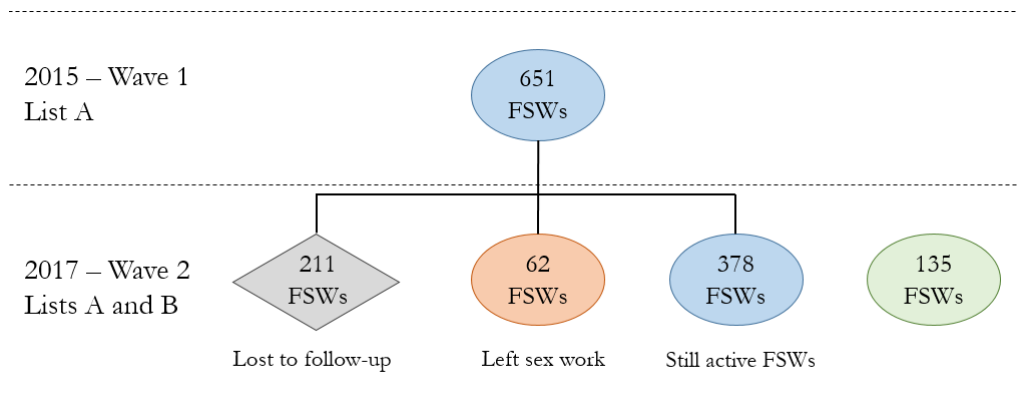 2015 – Wave 1
List A
651
FSWs
2017 – Wave 2
Lists A and B
211
FSWs
62
FSWs
378
FSWs
135
FSWs
Lost to follow-up
Left sex work
Still active FSWs